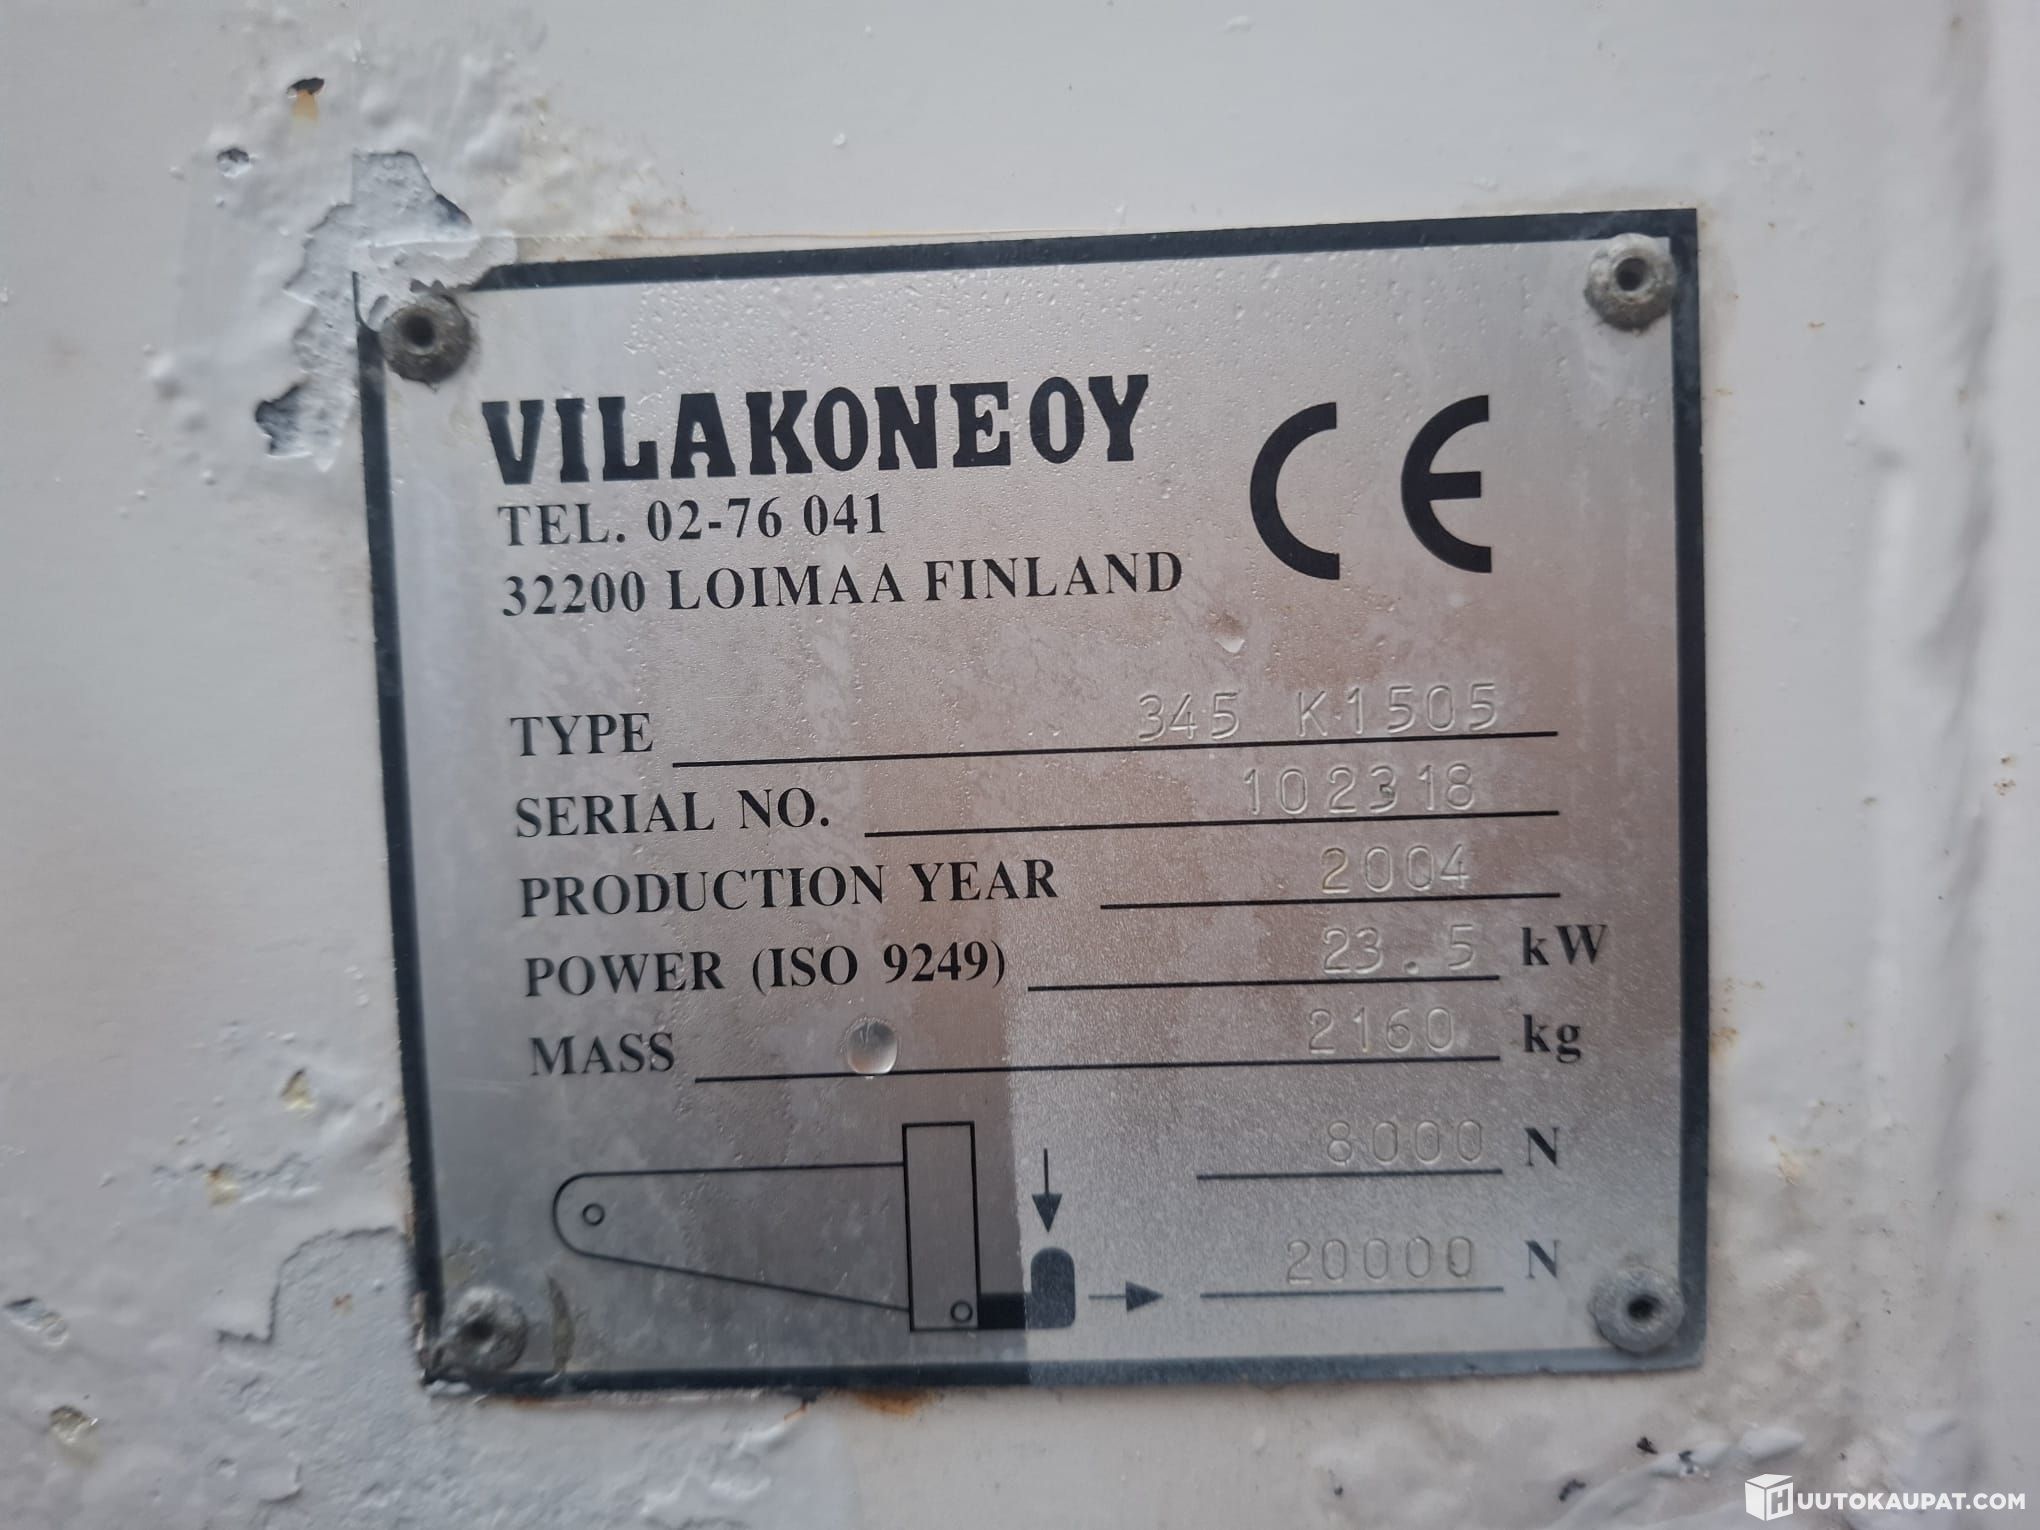 VILAKONE OY
CE
TEL. 02-76 041
32200 LOIMAA FINLAND
TYPE 345 K1505
SERIAL NO. 102318
PRODUCTION YEAR 2004
POWER (ISO 9249) 23.5 kW
MASS 2160 kg
8000 N
20000 N
HUUTOKAUPAT.COM